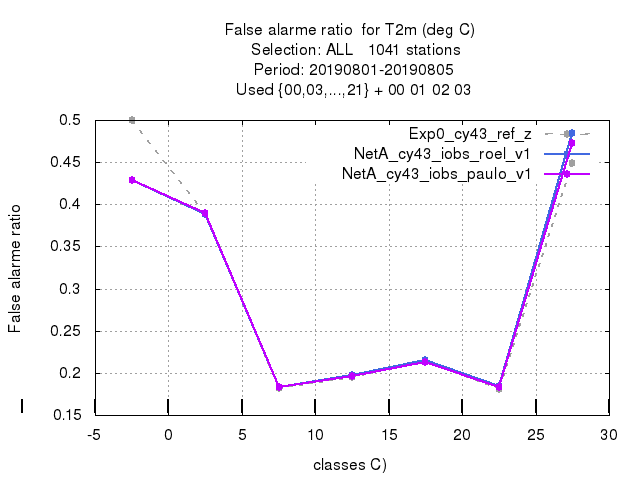 False alarme ratio  for T2m (deg C)
Selection: ALL   1041 stations
Period: 20190801-20190805
Used {00,03,...,21} + 00 01 02 03
Exp0_cy43_ref_z
NetA_cy43_iobs_roel_v1
NetA_cy43_iobs_paulo_v1
0.5
0.45
0.4
0.35
0.3
0.25
0.2
0.15
False alarme ratio
-5 0 5 10 15 20 25 30
classes C)